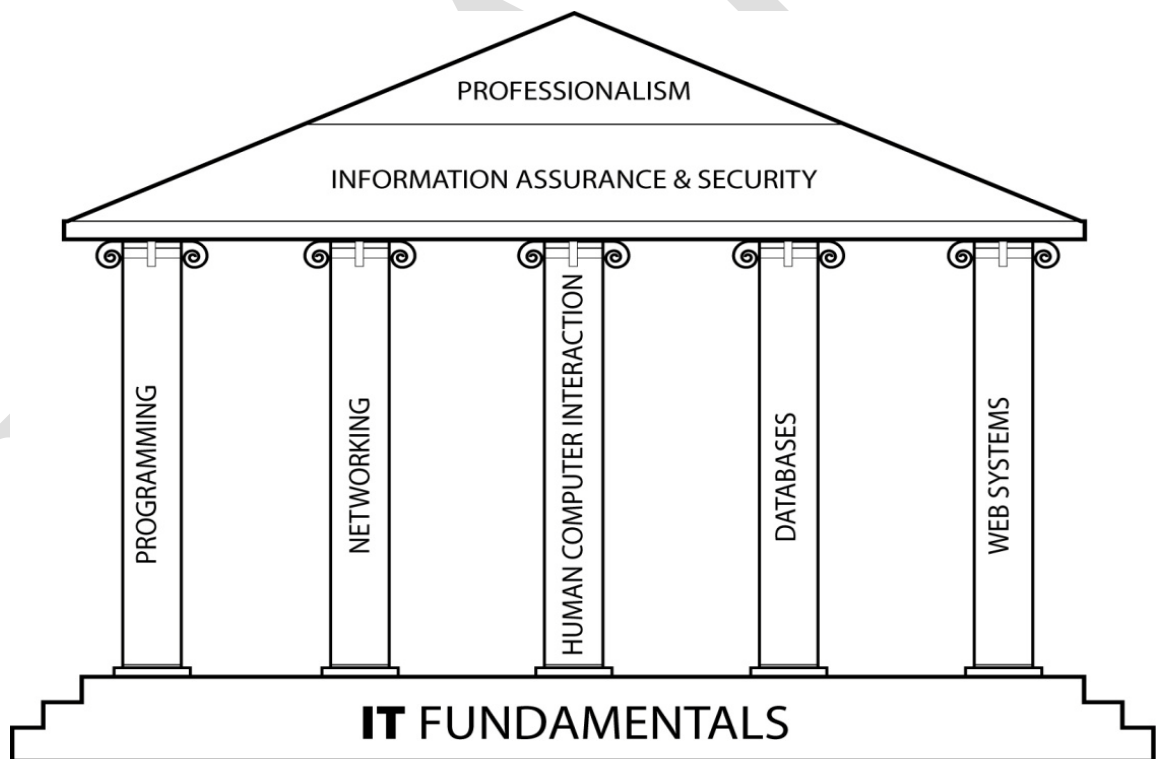 PROFESSIONALISM
INFORMATION ASSURANCE & SECURITY
PROGRAMMING
NETWORKING
HUMAN COMPUTER INTERACTION
DATABASES
WEB SYSTEMS
IT FUNDAMENTALS